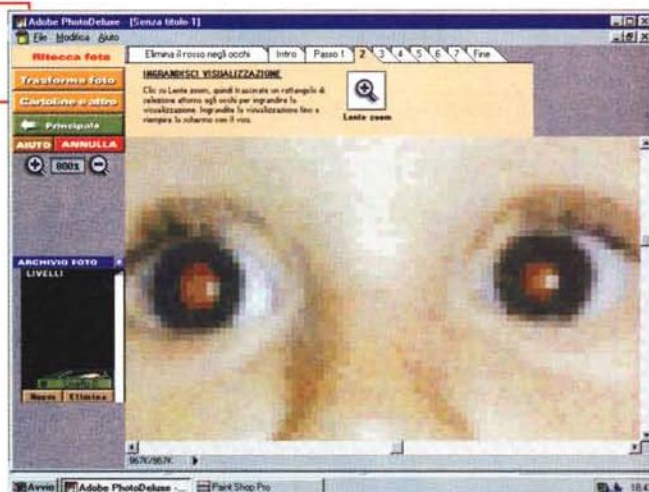 Adobe PhotoDeluxe - [Senza titolo 1]
File Modifica Aiuto
Ritocca foto
Elimina il rosso negli occhi Intro Passo 1 2 3 4 5 6 7 Fine
Trasforma foto
Cartoline e altro
Principale
AIUTO ANNULLA
800%
INGRANDISCI VISUALIZZAZIONE
Clic su Lente zoom, quindi trascinate un rettangolo di
selezione attorno agli occhi per ingrandire la
visualizzazione. Ingrandite la visualizzazione fino a
riempire lo schermo con il viso.
Lente zoom
ARCHIVIO FOTO
LIVELLI
Nuovo Elimina
967K/967K
Avvio Adobe PhotoDeluxe -... Paint Shop Pro